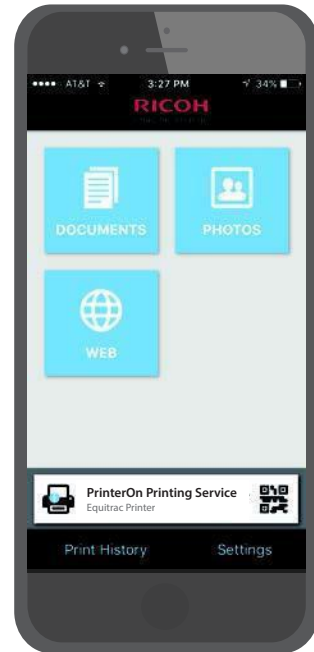 AT&T 3:27 PM 34%
RICOH
DOCUMENTS PHOTOS
WEB
PrinterOn Printing Service
Equitrac Printer
Print History Settings